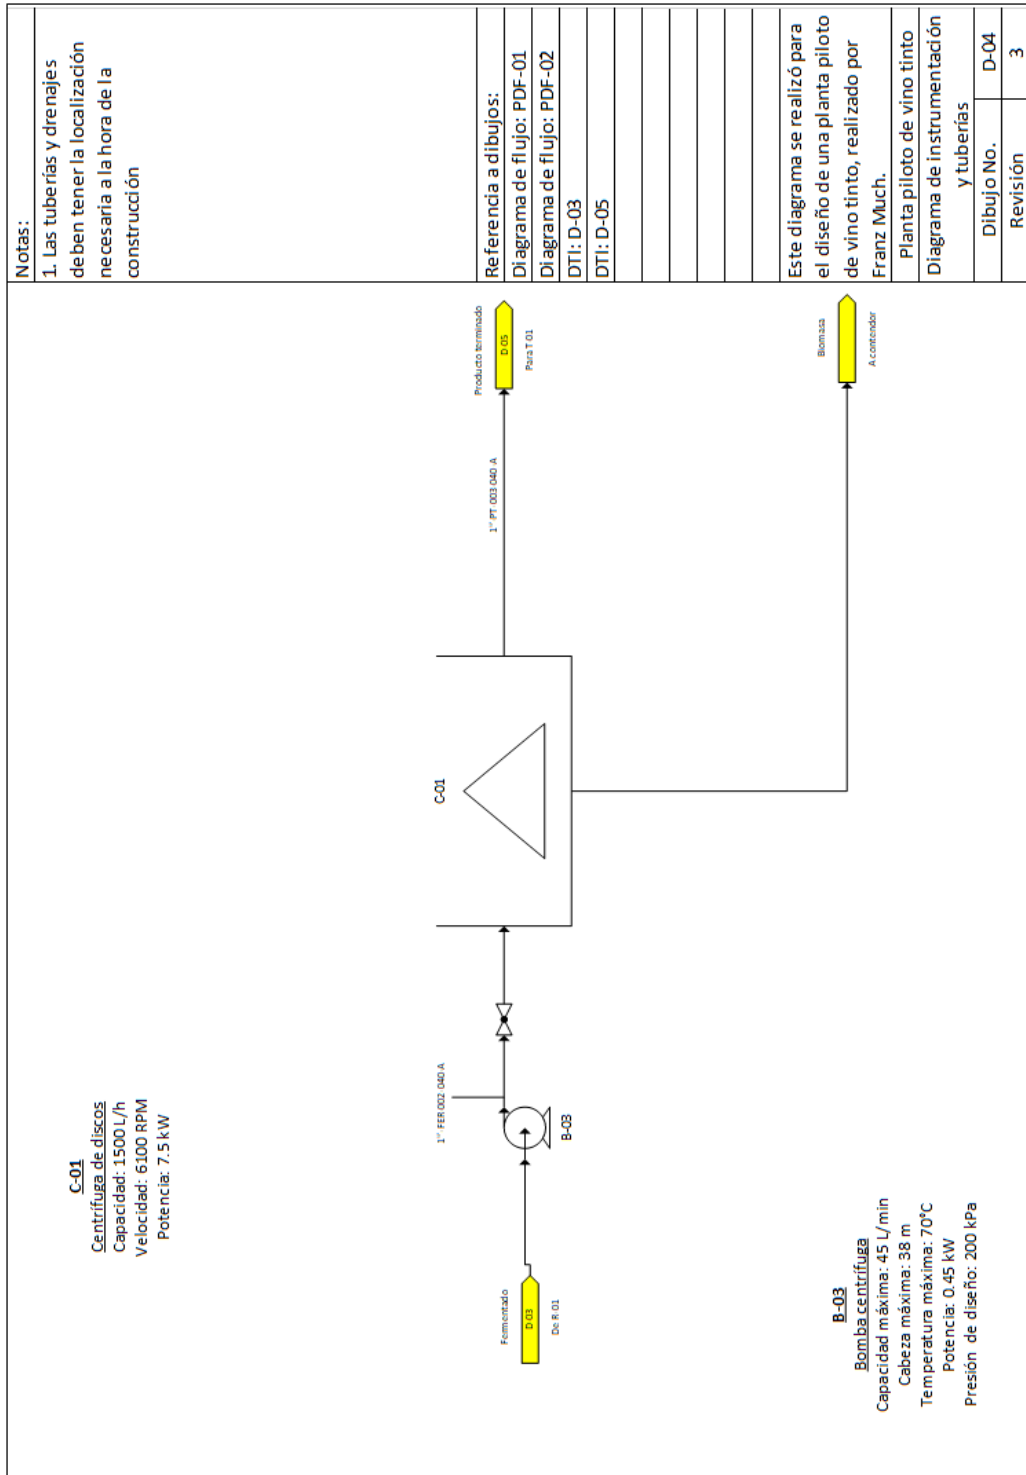 C-01
Centrífuga de discos
Capacidad: 1500 L/h
Velocidad: 6100 RPM
Potencia: 7.5 kW
Fermentado
D 03
De R 01
1" FER 002 040 A
B-03
C-01
1" PT 003 040 A
Producto terminado
D 05
Para T 01
Biomasa
A contendor
B-03
Bomba centrífuga
Capacidad máxima: 45 L/min
Cabeza máxima: 38 m
Temperatura máxima: 70°C
Potencia: 0.45 kW
Presión de diseño: 200 kPa
Notas:
1. Las tuberías y drenajes
deben tener la localización
necesaria a la hora de la
construcción
Referencia a dibujos:
Diagrama de flujo: PDF-01
Diagrama de flujo: PDF-02
DTI: D-03
DTI: D-05
Este diagrama se realizó para
el diseño de una planta piloto
de vino tinto, realizado por
Franz Much.
Planta piloto de vino tinto
Diagrama de instrumentación
y tuberías
Dibujo No. D-04
Revisión 3